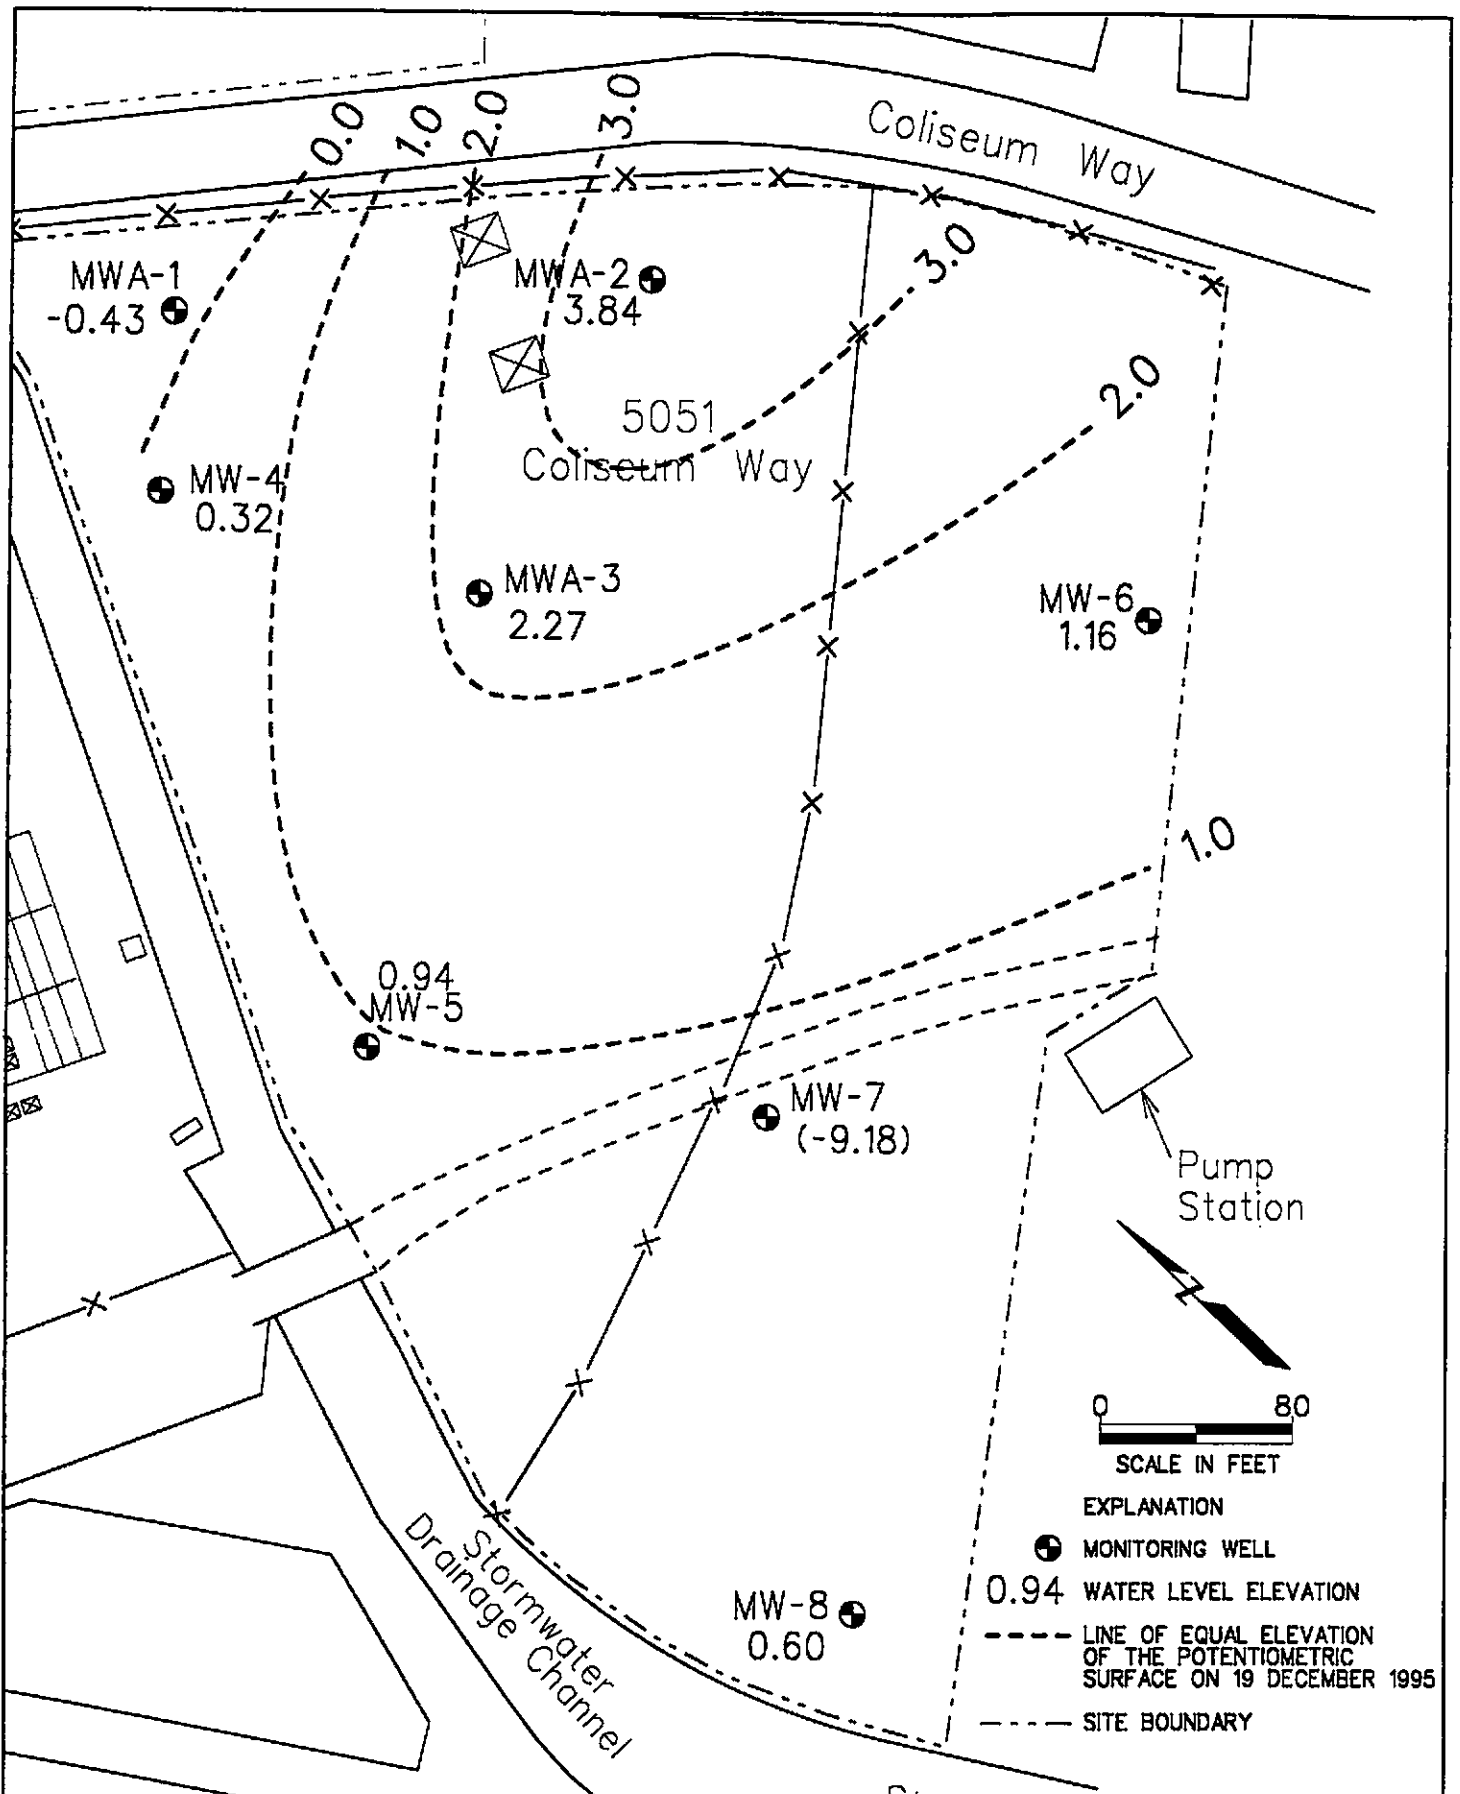 0.0
1.0
2.0
3.0
Coliseum Way
3.0
MWA-1
-0.43
MWA-2
3.84
2.0
5051
Coliseum Way
MW-4
0.32
MWA-3
2.27
MW-6
1.16
1.0
0.94
MW-5
MW-7
(-9.18)
Pump
Station
Z
0 80
SCALE IN FEET
EXPLANATION
MONITORING WELL
0.94 WATER LEVEL ELEVATION
LINE OF EQUAL ELEVATION
OF THE POTENTIOMETRIC
SURFACE ON 19 DECEMBER 1995
SITE BOUNDARY
Stormwater
Drainage Channel
MW-8
0.60